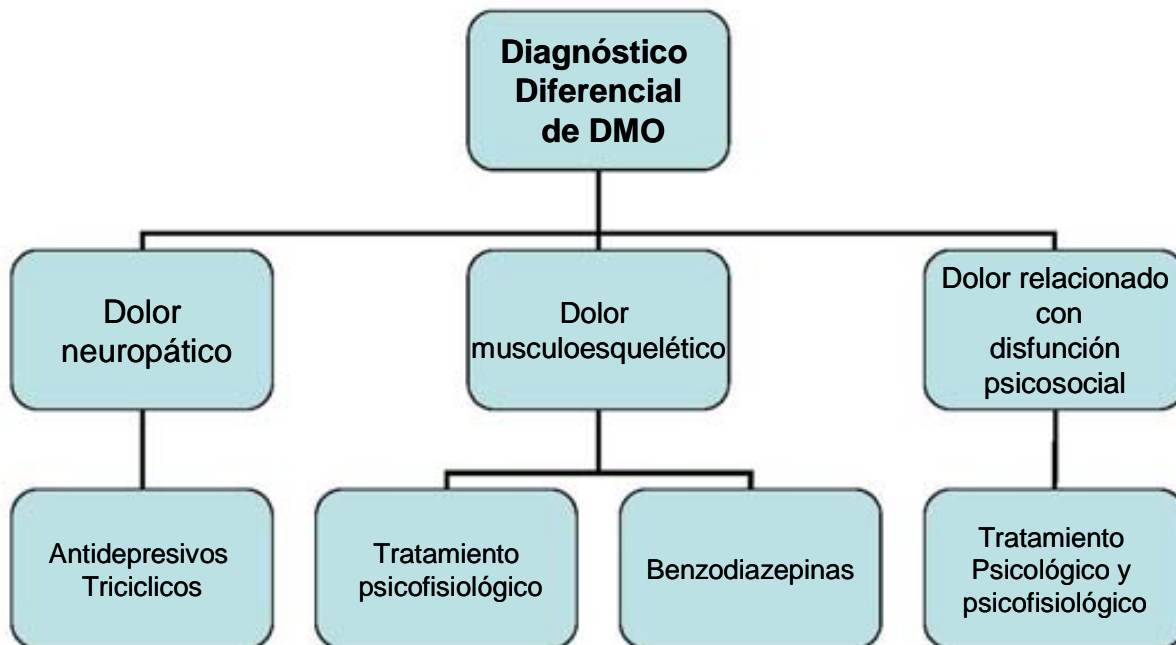 Diagnóstico
Diferencial
de DMO
Dolor
neuropático
Dolor
musculoesquelético
Dolor relacionado
con
disfunción
psicosocial
Antidepresivos
Triciclicos
Tratamiento
psicofisiológico
Benzodiazepinas
Tratamiento
Psicológico y
psicofisiológico